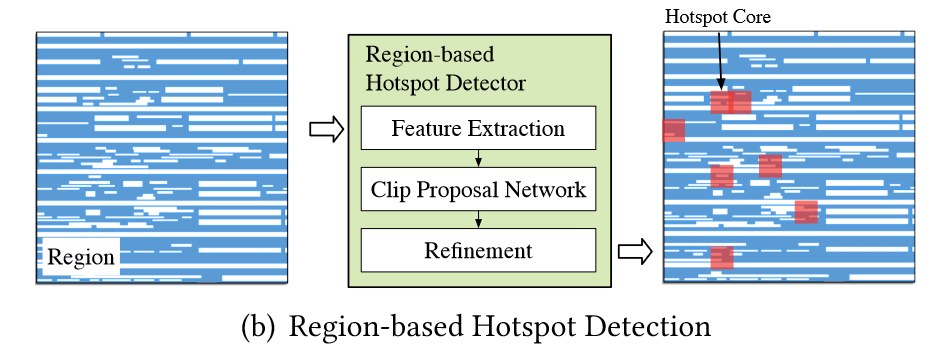 Hotspot Core
Region-based
Hotspot Detector
Feature Extraction
Clip Proposal Network
Region
Refinement
(b) Region-based Hotspot Detection